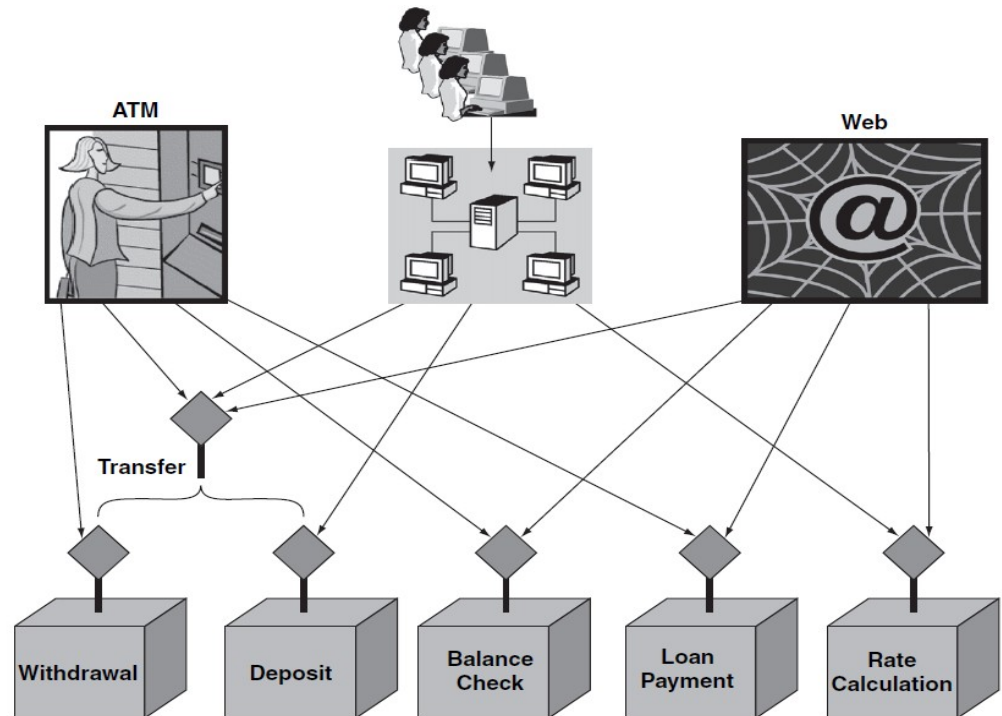 ATM
Web
@
Transfer
Withdrawal
Deposit
Balance
Check
Loan
Payment
Rate
Calculation